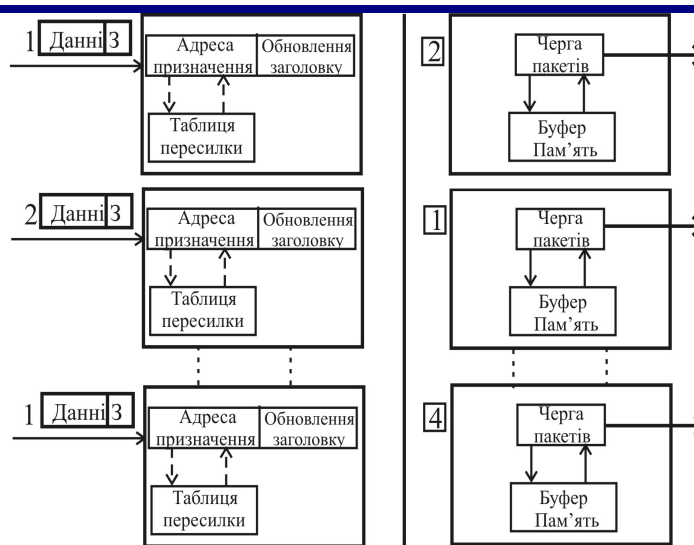 1 Данні З
Адреса призначення
Обновлення заголовку
Таблиця пересилки
2
Черга пакетів
Буфер Пам’ять
2 Данні З
Адреса призначення
Обновлення заголовку
Таблиця пересилки
1
Черга пакетів
Буфер Пам’ять
1 Данні З
Адреса призначення
Обновлення заголовку
Таблиця пересилки
4
Черга пакетів
Буфер Пам’ять